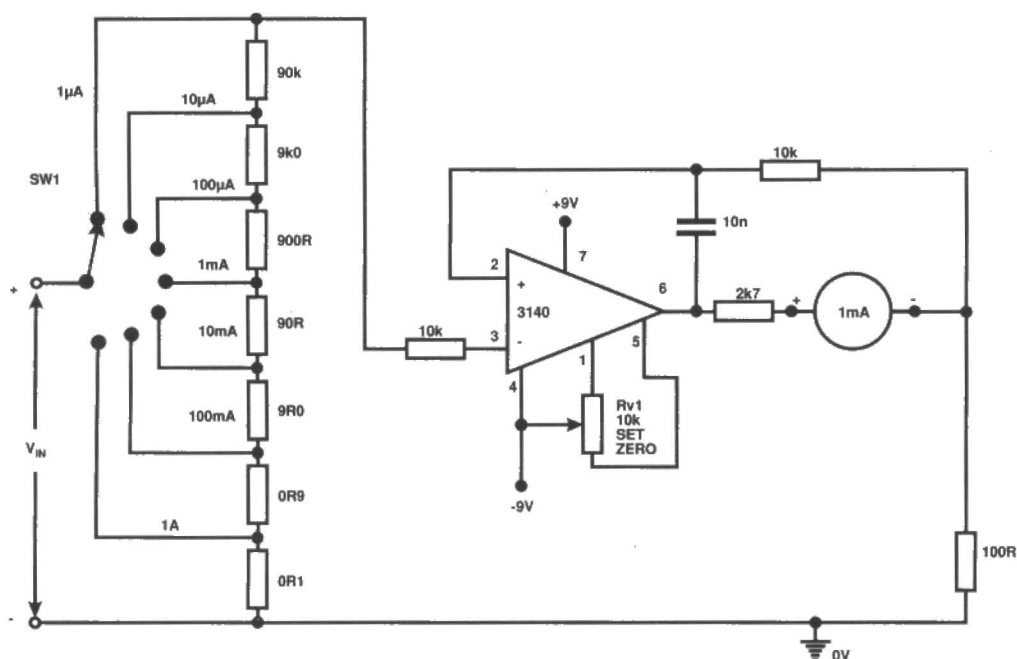 90k
1µA
10µA
9k0
SW1
100µA
900R
1mA
+
10mA
90R
100mA
9R0
V_IN
0R9
1A
0R1
-
10k
10n
+9V
7
2
+
3140
6
2k7
+
1mA
-
10k
3
-
5
4
1
Rv1
10k
SET
ZERO
-9V
100R
0V